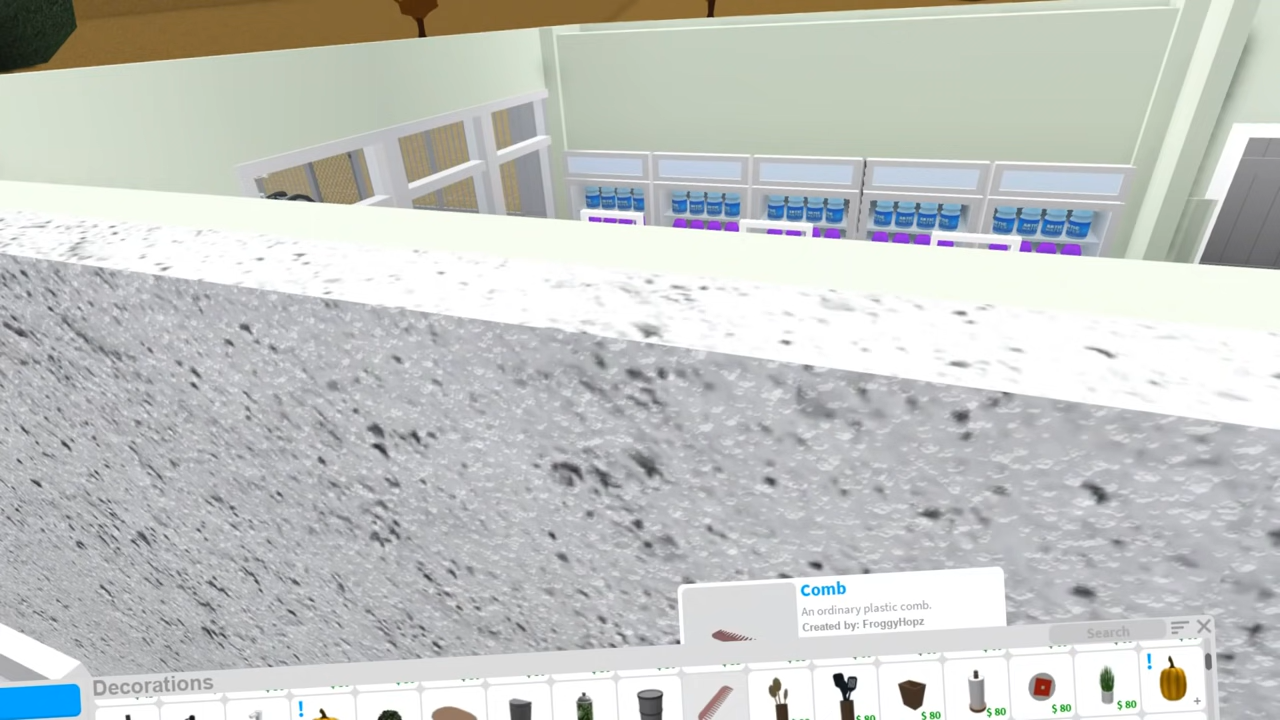 Comb
An ordinary plastic comb.
Created by: FroggyHopz
Search
Decorations
$ 80
$ 80
$ 80
$ 80
$ 80